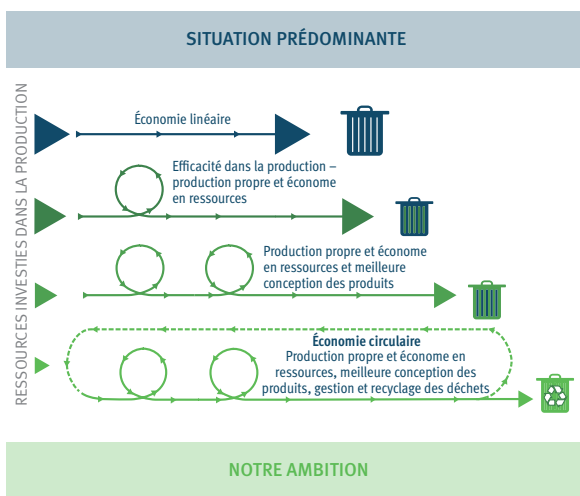 SITUATION PRÉDOMINANTE
RESSOURCES INVESTIES DANS LA PRODUCTION
Économie linéaire
Efficacité dans la production –
production propre et économe
en ressources
Production propre et économe
en ressources et meilleure
conception des produits
Économie circulaire
Production propre et économe en
ressources, meilleure conception des
produits, gestion et recyclage des déchets
NOTRE AMBITION